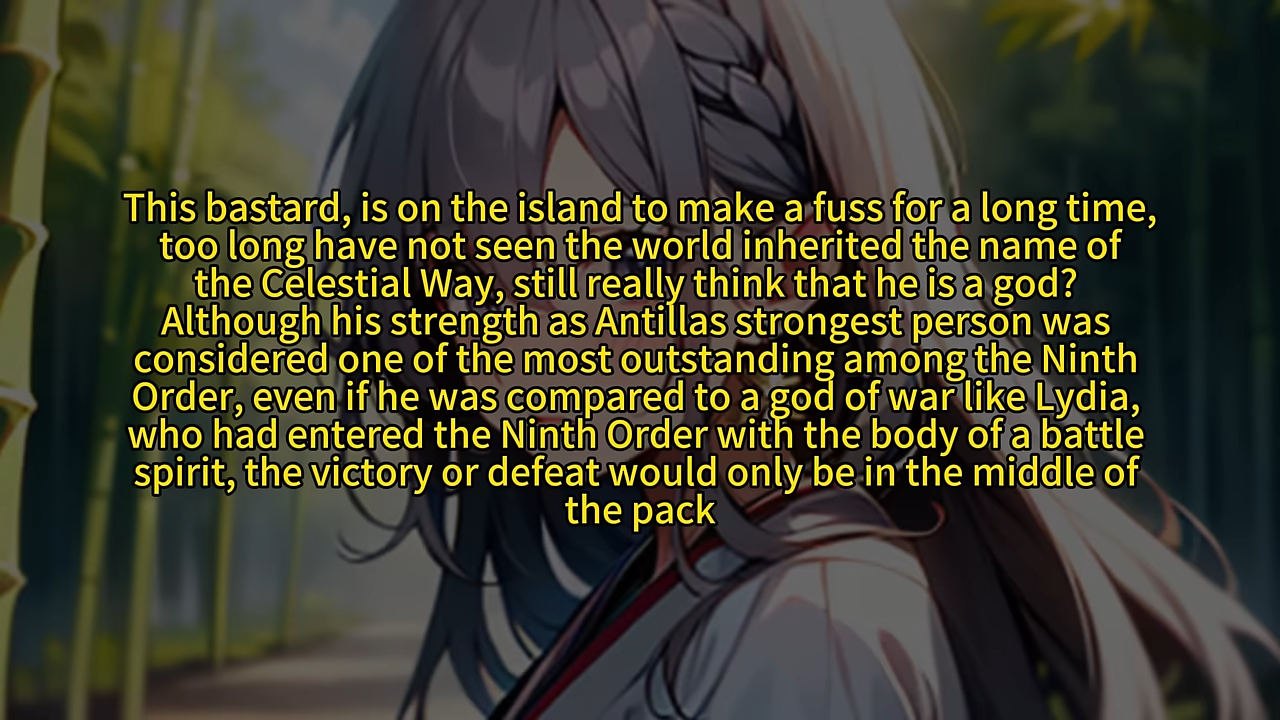 This bastard, is on the island to make a fuss for a long time,
too long have not seen the world inherited the name of
the Celestial Way, still really think that he is a god?
Although his strength as Antillas strongest person was
considered one of the most outstanding among the Ninth
Order, even if he was compared to a god of war like Lydia,
who had entered the Ninth Order with the body of a battle
spirit, the victory or defeat would only be in the middle of
the pack